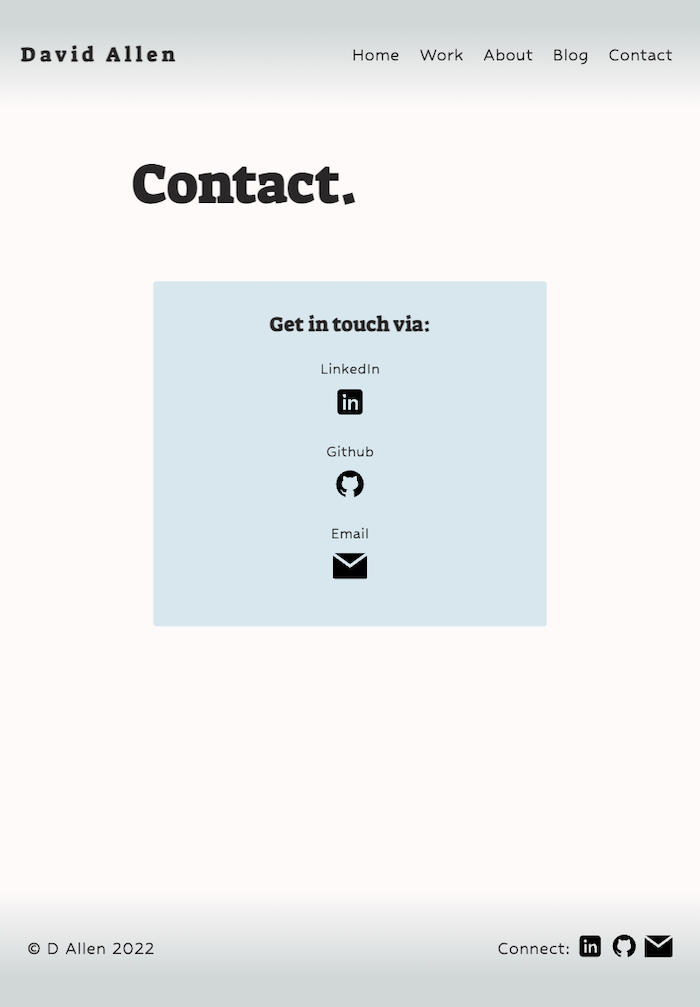 David Allen
Home Work About Blog Contact
Contact.
Get in touch via:
LinkedIn
in
Github
Email
© D Allen 2022
Connect: in